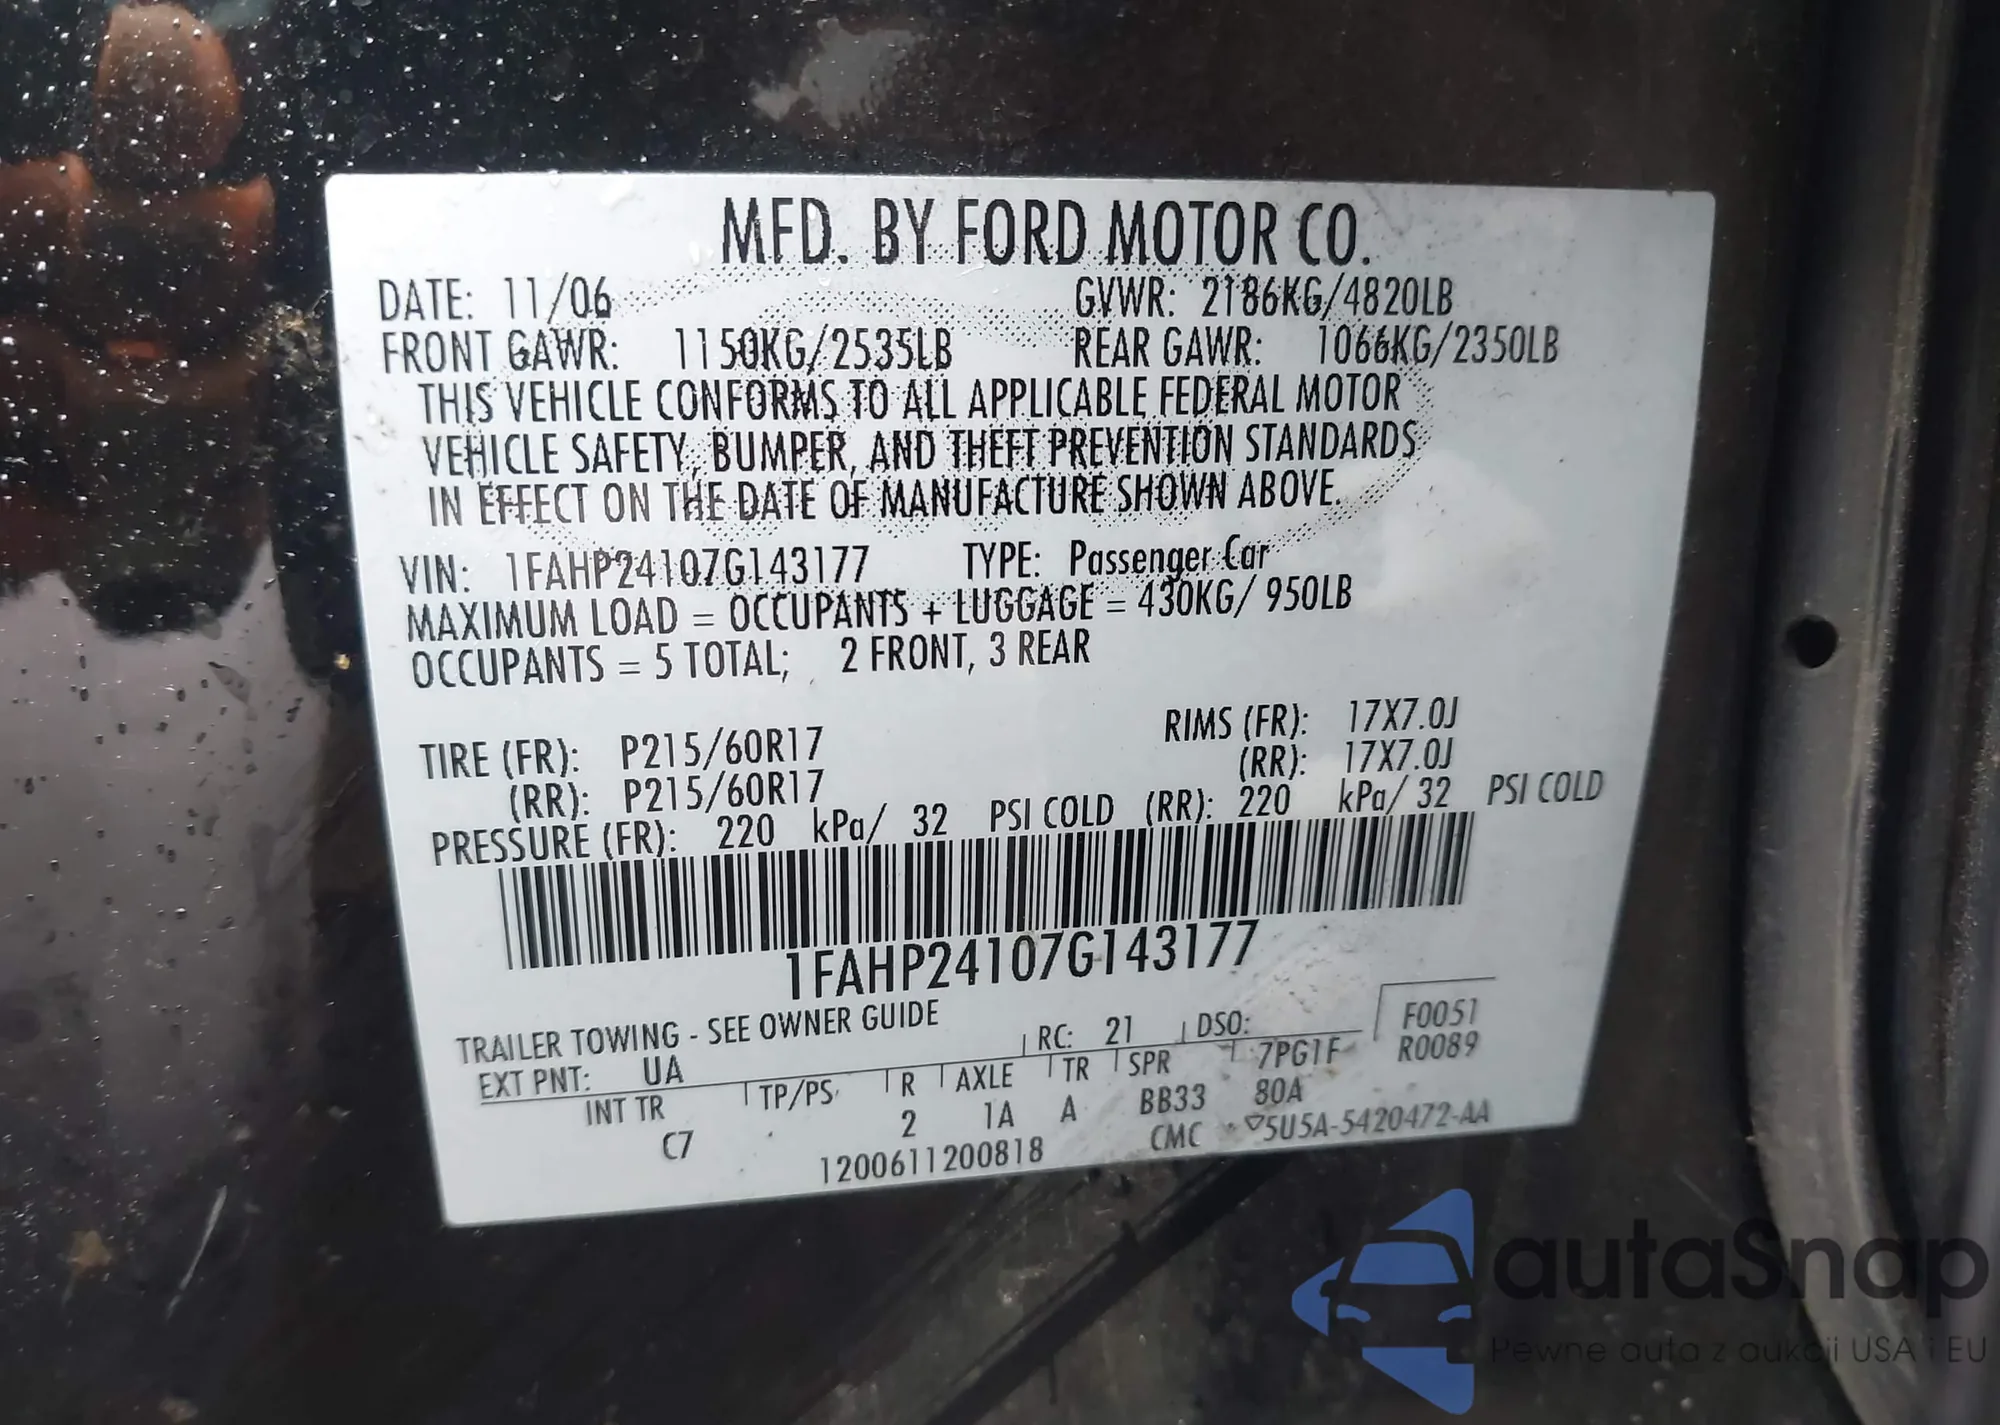 MFD. BY FORD MOTOR CO.
DATE: 11/06 GVWR: 2186KG/4820LB
FRONT GAWR: 1150KG/2535LB REAR GAWR: 1066KG/2350LB
THIS VEHICLE CONFORMS TO ALL APPLICABLE FEDERAL MOTOR
VEHICLE SAFETY, BUMPER, AND THEFT PREVENTION STANDARDS
IN EFFECT ON THE DATE OF MANUFACTURE SHOWN ABOVE.
VIN: 1FAHP24107G143177 TYPE: Passenger Car
MAXIMUM LOAD = OCCUPANTS + LUGGAGE = 430KG/ 950LB
OCCUPANTS = 5 TOTAL; 2 FRONT, 3 REAR
TIRE (FR): P215/60R17 RIMS (FR): 17X7.0J
(RR): P215/60R17 (RR): 17X7.0J
PRESSURE (FR): 220 kPa/ 32 PSI COLD (RR): 220 kPa/ 32 PSI COLD
1FAHP24107G143177
TRAILER TOWING - SEE OWNER GUIDE
EXT PNT: UA RC: 21 DSO: F0051
INT TR TP/PS R AXLE TR SPR 7PG1F R0089
C7 2 1A A BB33 80A
1200611200818 CMC ▽5U5A-5420472-AA
autaSnap
Pewne auta z aukcji USA i EU